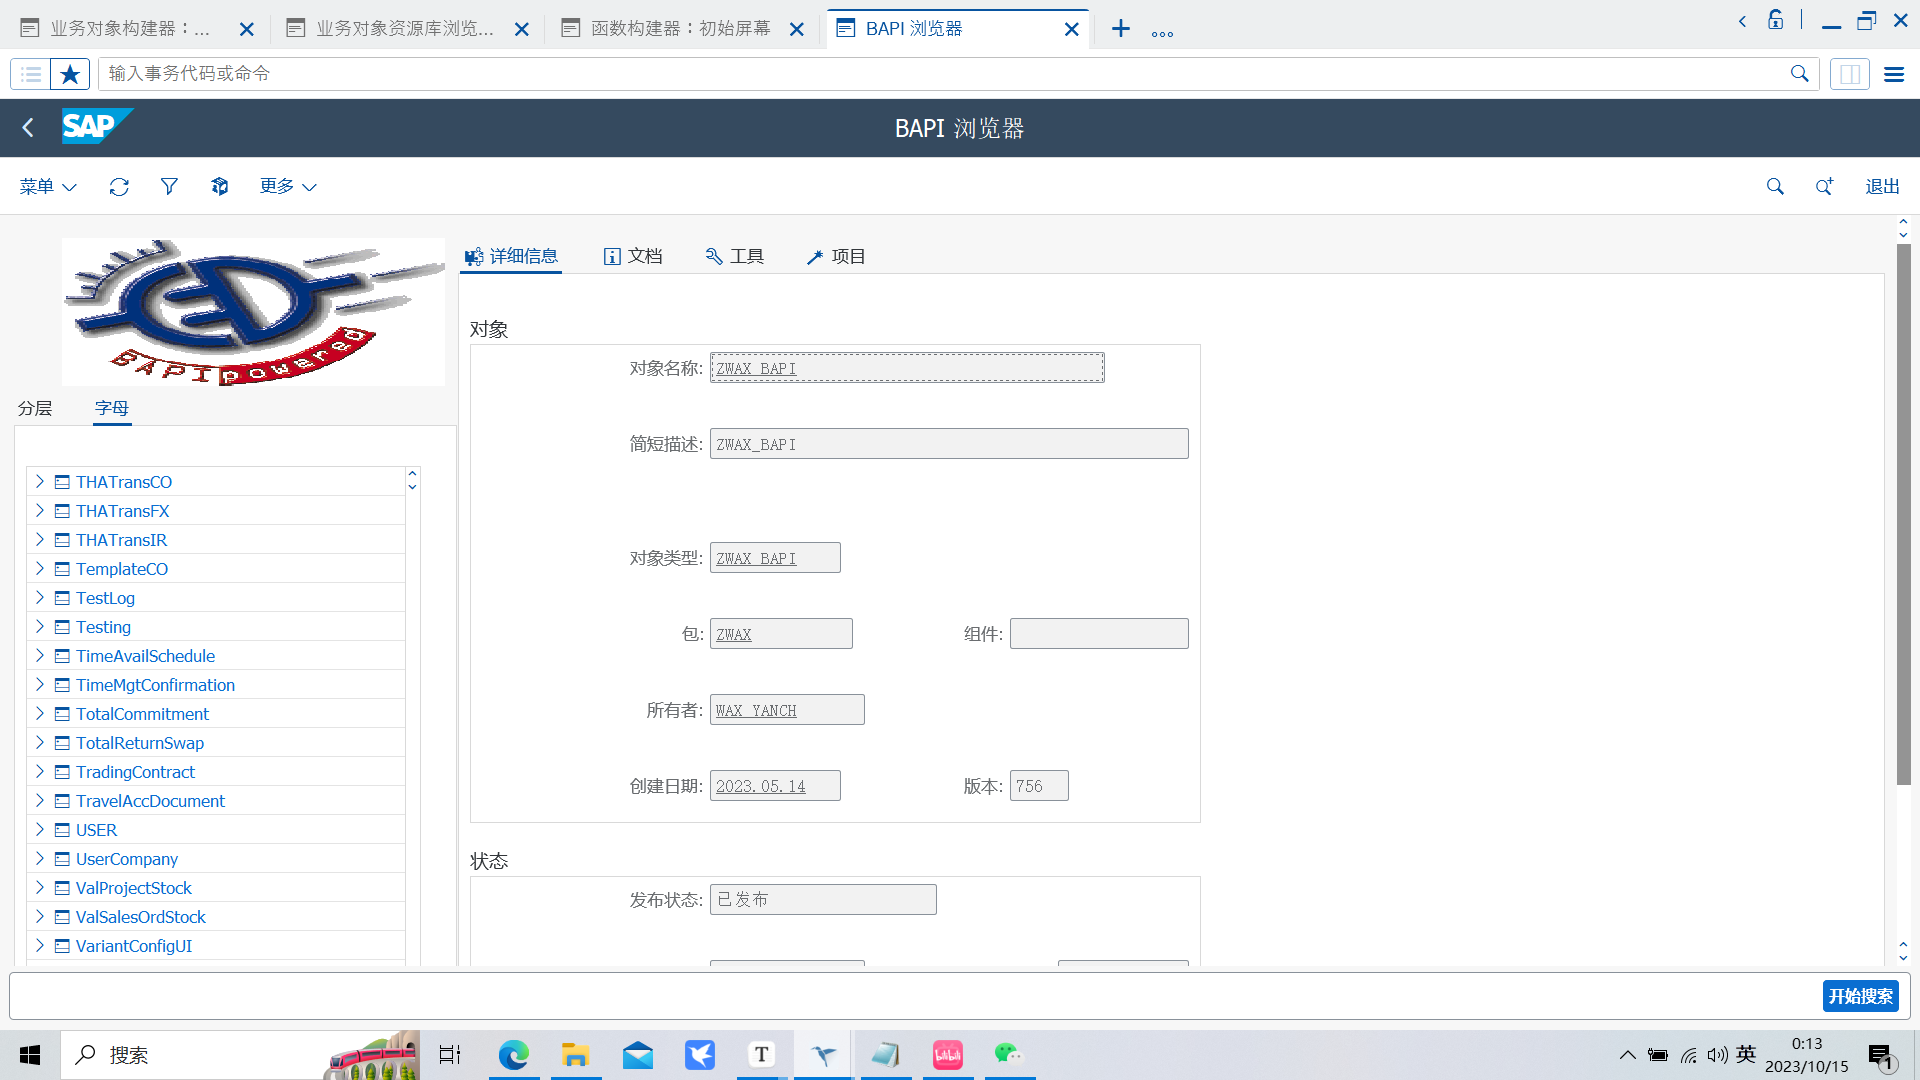 业务对象构建器：...
业务对象资源库浏览...
函数构建器：初始屏幕
BAPI 浏览器
输入事务代码或命令
SAP
BAPI 浏览器
菜单
更多
退出
BAPI powered
详细信息
文档
工具
项目
分层
字母
THATransCO
THATransFX
THATransIR
TemplateCO
TestLog
Testing
TimeAvailSchedule
TimeMgtConfirmation
TotalCommitment
TotalReturnSwap
TradingContract
TravelAccDocument
USER
UserCompany
ValProjectStock
ValSalesOrdStock
VariantConfigUI
对象
对象名称: ZWAX_BAPI
简短描述: ZWAX_BAPI
对象类型: ZWAX_BAPI
包: ZWAX
组件:
所有者: WAX_YANCH
创建日期: 2023.05.14
版本: 756
状态
发布状态: 已发布
开始搜索
搜索
T
bilibili
英
0:13
2023/10/15
1